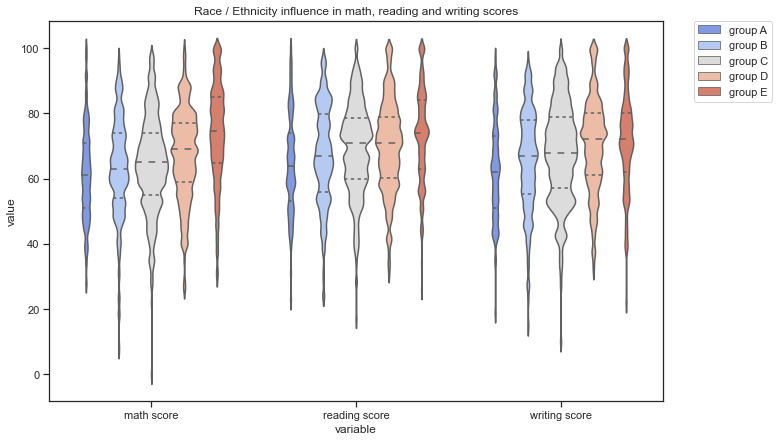 Race / Ethnicity influence in math, reading and writing scores
group A
group B
group C
group D
group E
100
80
60
40
20
0
value
math score
reading score
writing score
variable